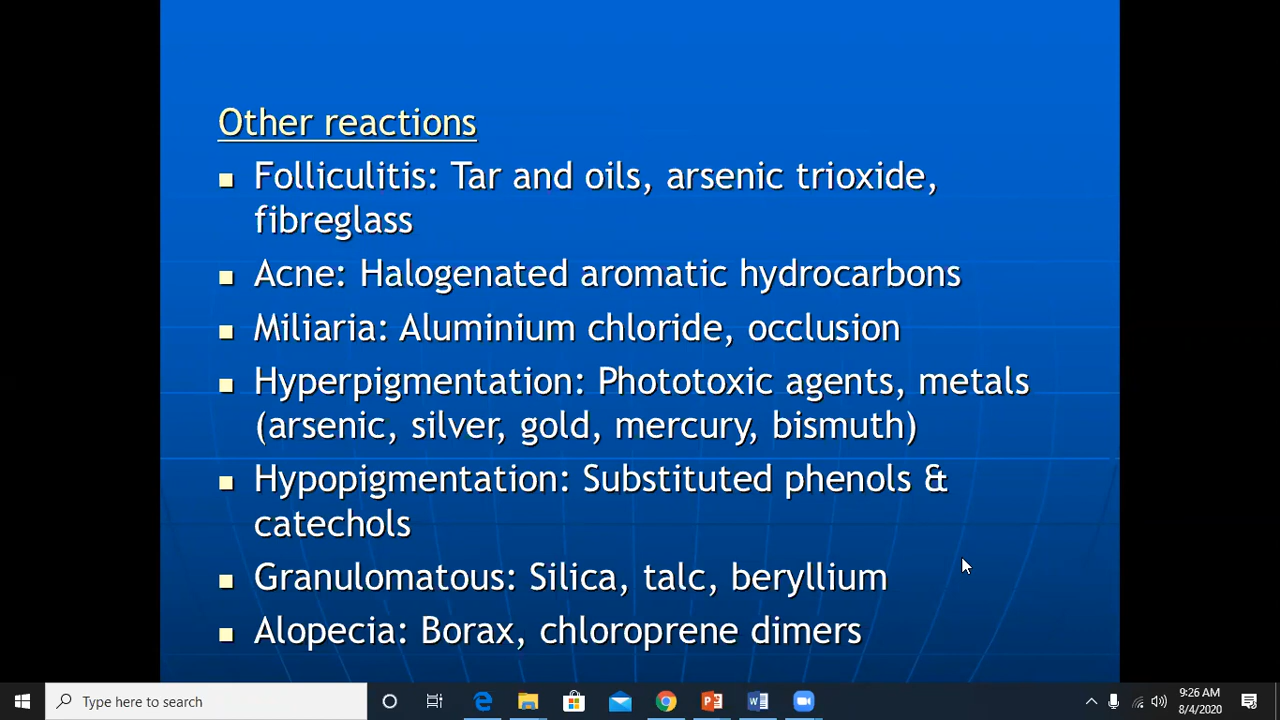 Other reactions
Folliculitis: Tar and oils, arsenic trioxide,
fibreglass
Acne: Halogenated aromatic hydrocarbons
Miliaria: Aluminium chloride, occlusion
Hyperpigmentation: Phototoxic agents, metals
(arsenic, silver, gold, mercury, bismuth)
Hypopigmentation: Substituted phenols &
catechols
Granulomatous: Silica, talc, beryllium
Alopecia: Borax, chloroprene dimers
Type here to search
9:26 AM
8/4/2020